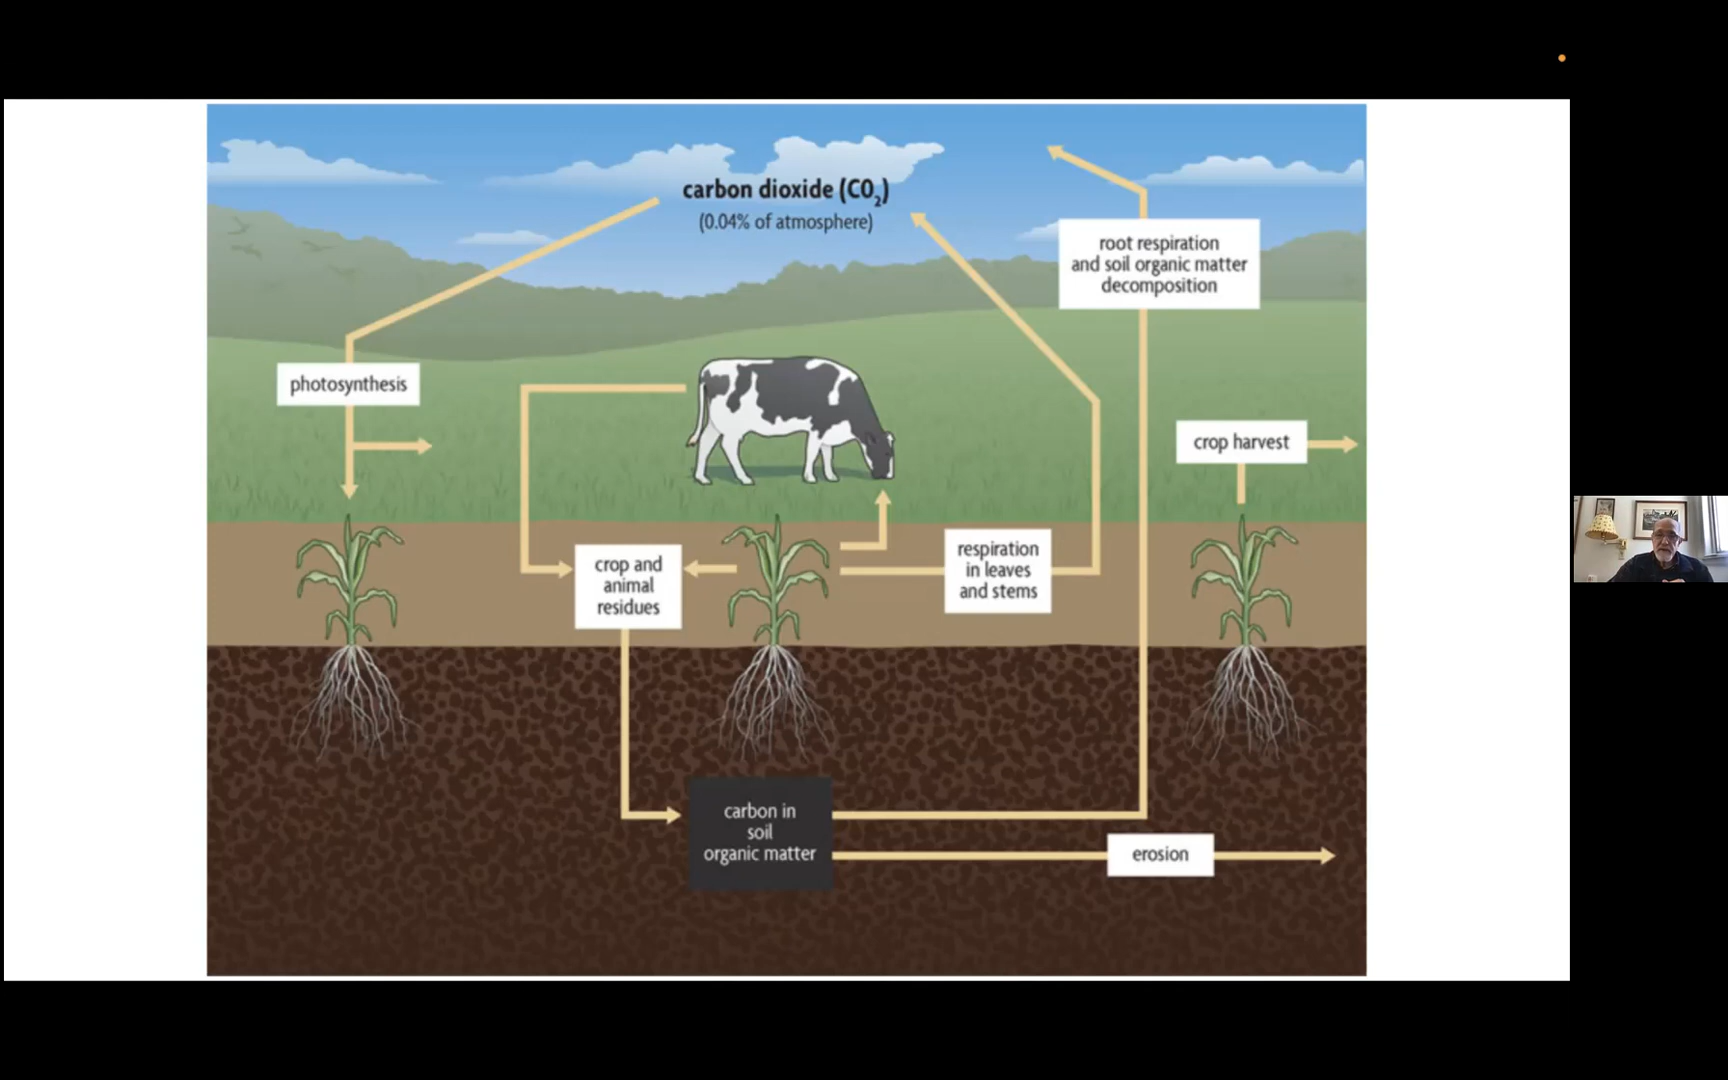 carbon dioxide (CO₂)
(0.04% of atmosphere)
root respiration
and soil organic matter
decomposition
photosynthesis
crop harvest
crop and
animal
residues
respiration
in leaves
and stems
carbon in
soil
organic matter
erosion